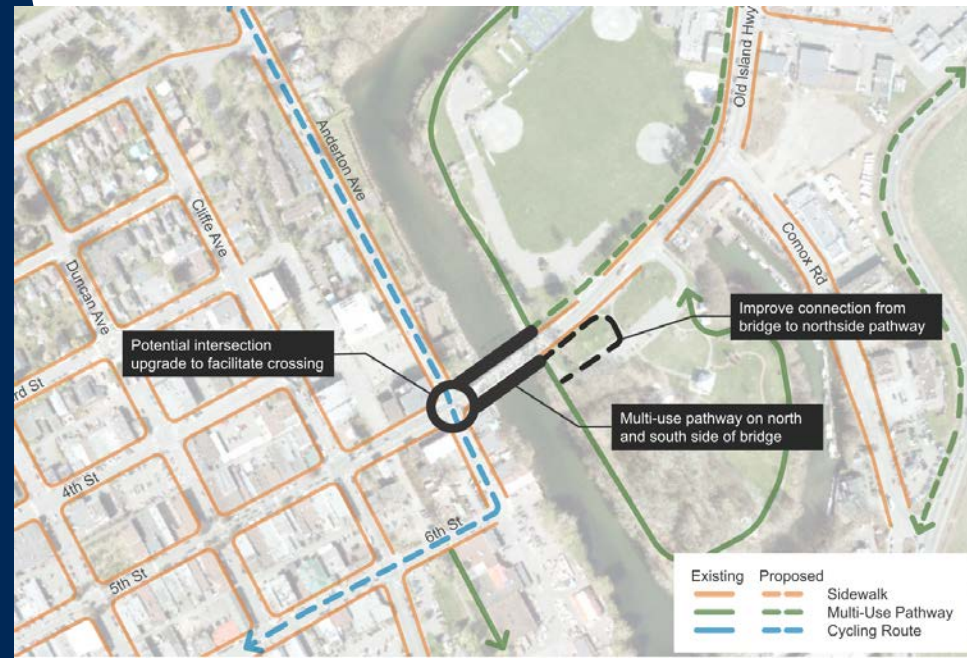 Old Island Hwy
Anderton Ave
Cliffe Ave
Duncan Ave
Comox Rd
Improve connection from
bridge to northside pathway
Potential intersection
upgrade to facilitate crossing
rd St
Multi-use pathway on north
and south side of bridge
4th St
6th St
5th St
Existing Proposed
Sidewalk
Multi-Use Pathway
Cycling Route